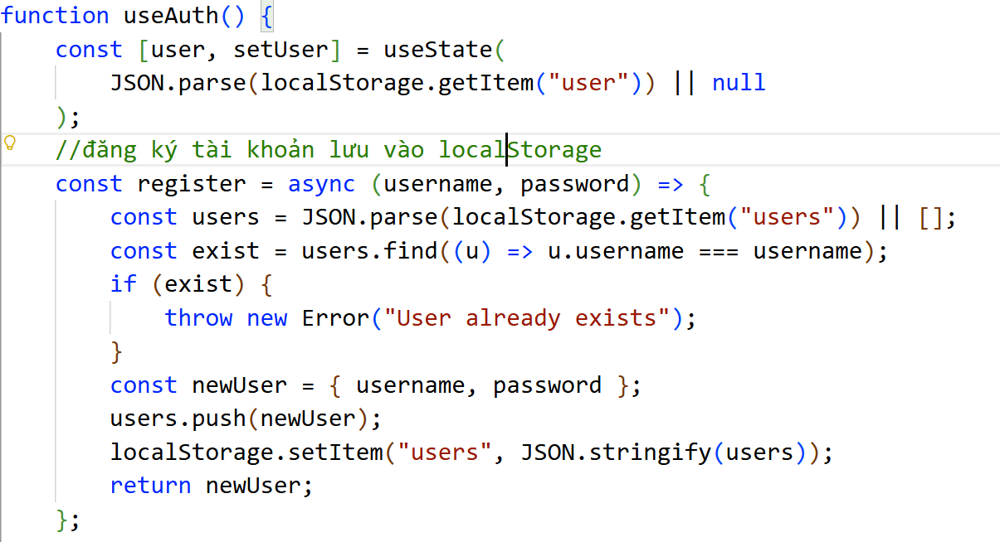 function useAuth() {
    const [user, setUser] = useState(
        JSON.parse(localStorage.getItem("user")) || null
    );
    //đăng ký tài khoản lưu vào localStorage
    const register = async (username, password) => {
        const users = JSON.parse(localStorage.getItem("users")) || [];
        const exist = users.find((u) => u.username === username);
        if (exist) {
            throw new Error("User already exists");
        }
        const newUser = { username, password };
        users.push(newUser);
        localStorage.setItem("users", JSON.stringify(users));
        return newUser;
    };